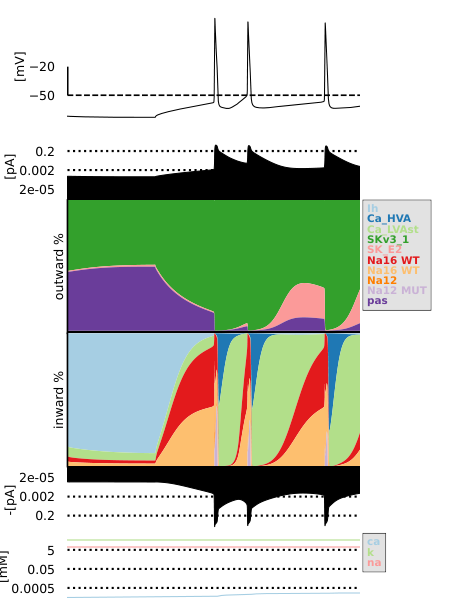 [mV]
−20
−50
[pA]
0.2
0.002
2e-05
outward %
Ih
Ca_HVA
Ca_LVAst
SKv3_1
SK_E2
Na16 WT
Na16 WT
Na12
Na12 MUT
pas
inward %
-[pA]
2e-05
0.002
0.2
[mM]
5
0.05
0.0005
ca
k
na